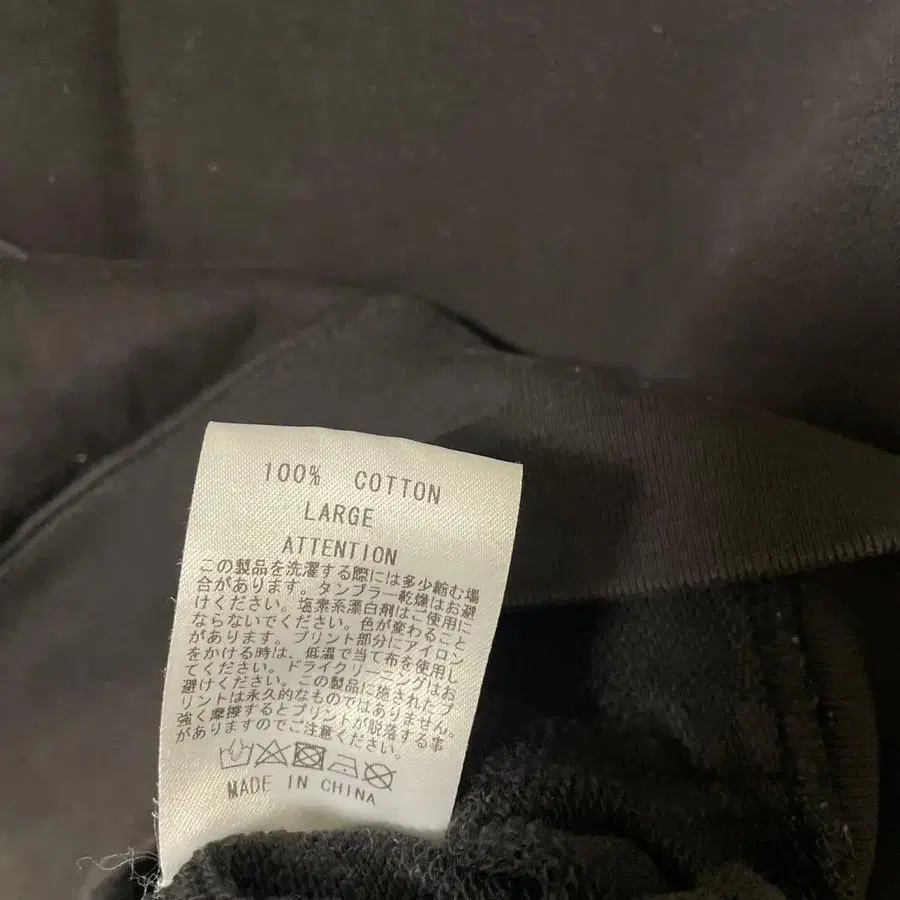 100% COTTON
LARGE
ATTENTION
この製品を洗濯する際には多少縮む場
合があります。タンブラー乾燥はお避
けください。塩素系漂白剤はご使用に
ならないでください。色が変わること
があります。プリント部分にアイロン
をかける時は、低温で当て布を使用し
てください。ドライクリーニングはお
避けください。この製品に施されたプ
リントは永久的なものではありません。
強く摩擦するとプリントが脱落する事
がありますのでご注意ください。
MADE IN CHINA